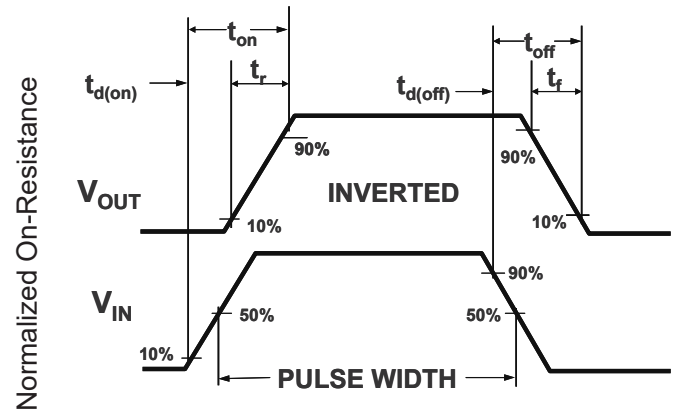 Normalized On-Resistance
t_on
t_off
t_r
t_f
t_d(on)
t_d(off)
90%
90%
V_OUT
INVERTED
10%
10%
90%
V_IN
50%
50%
10%
PULSE WIDTH